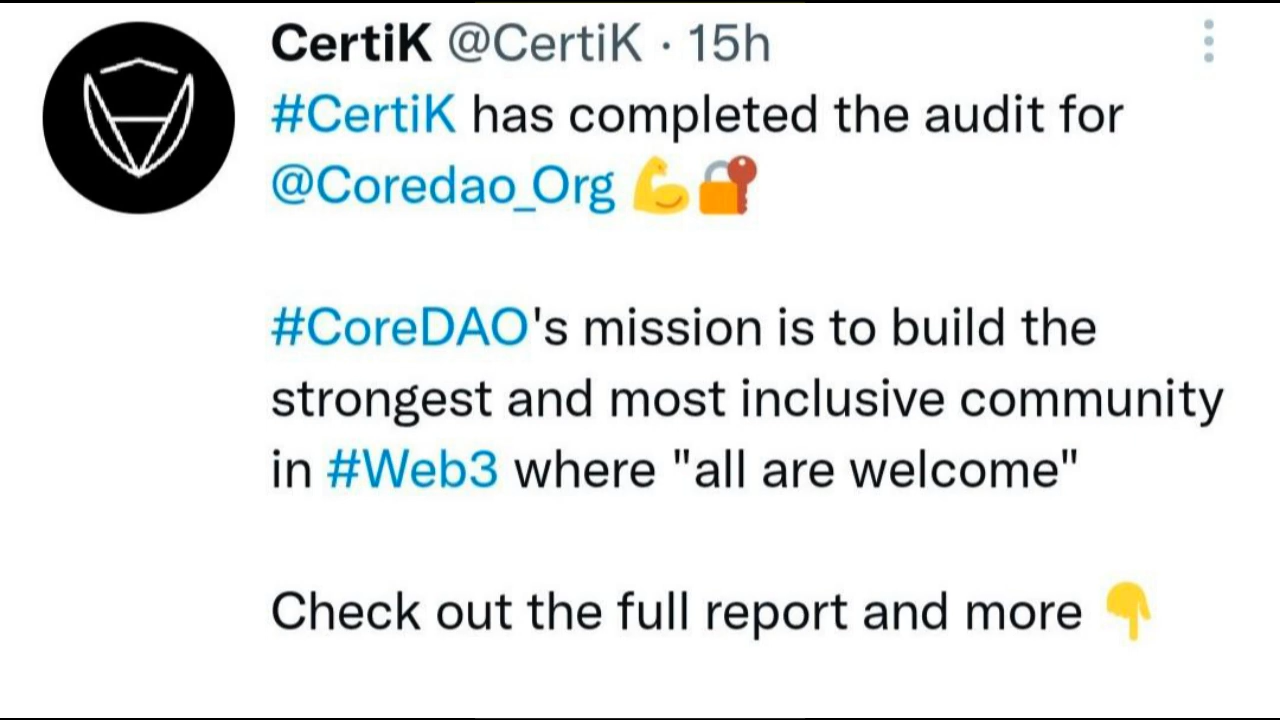 CertiK @CertiK · 15h
#CertiK has completed the audit for
@Coredao_Org 💪🔐
#CoreDAO's mission is to build the
strongest and most inclusive community
in #Web3 where "all are welcome"
Check out the full report and more 👇